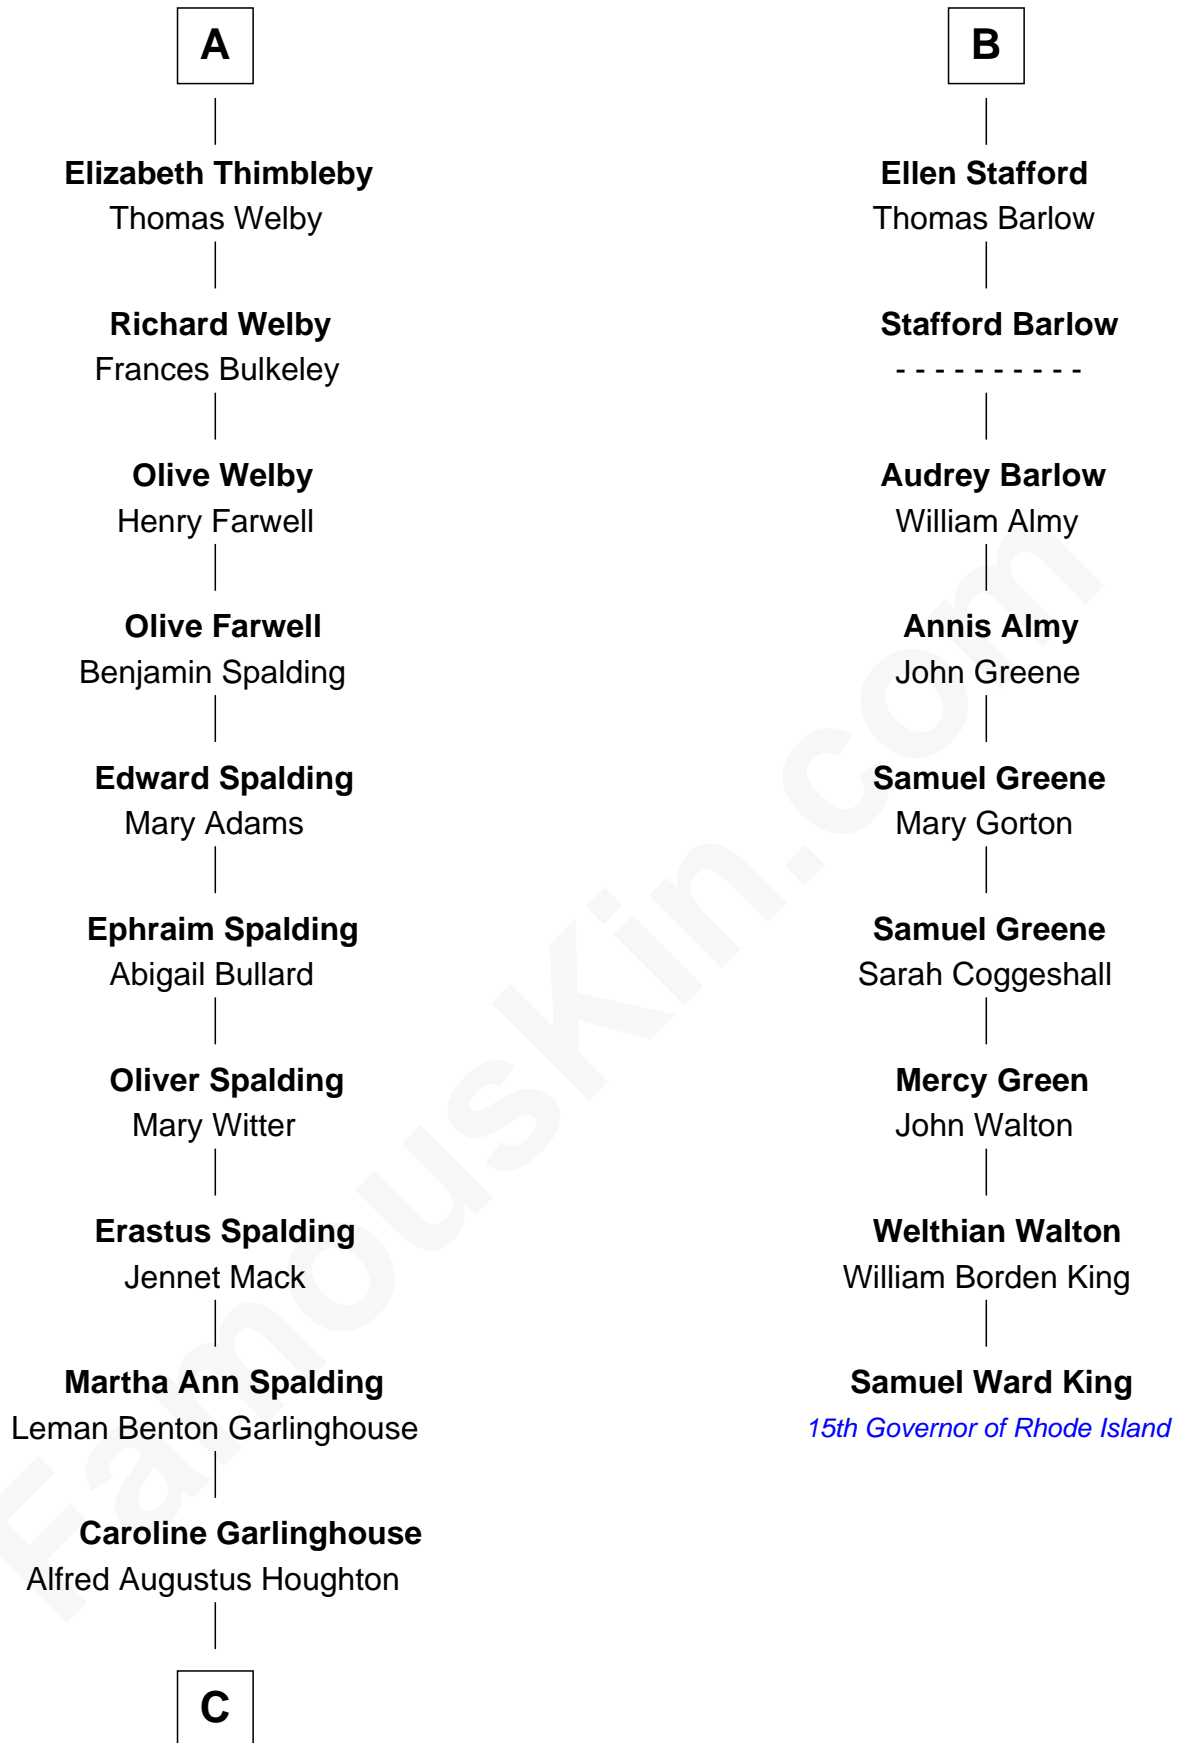 A
Elizabeth Thimbleby
Thomas Welby
Richard Welby
Frances Bulkeley
Olive Welby
Henry Farwell
Olive Farwell
Benjamin Spalding
Edward Spalding
Mary Adams
Ephraim Spalding
Abigail Bullard
Oliver Spalding
Mary Witter
Erastus Spalding
Jennet Mack
Martha Ann Spalding
Leman Benton Garlinghouse
Caroline Garlinghouse
Alfred Augustus Houghton
C
B
Ellen Stafford
Thomas Barlow
Stafford Barlow
- - - - - - - - - -
Audrey Barlow
William Almy
Annis Almy
John Greene
Samuel Greene
Mary Gorton
Samuel Greene
Sarah Coggeshall
Mercy Green
John Walton
Welthian Walton
William Borden King
Samuel Ward King
15th Governor of Rhode Island
FamousKin.com